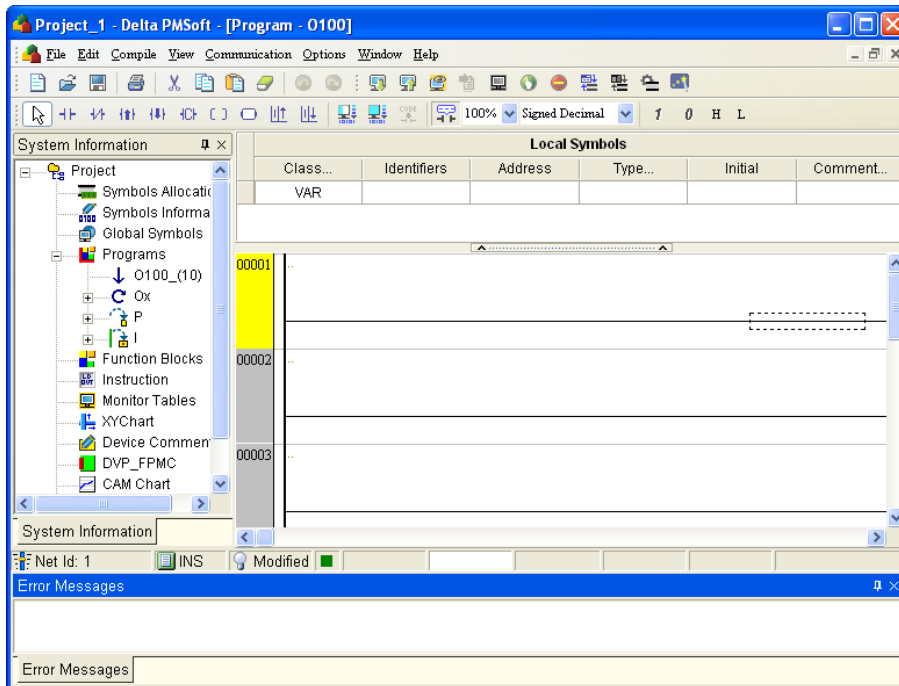 Project_1 - Delta PMSoft - [Program - O100]
File Edit Compile View Communication Options Window Help
100% Signed Decimal 1 0 H L
System Information
Local Symbols
Class... Identifiers Address Type... Initial Comment...
VAR
Project
Symbols Allocatio
Symbols Informa
Global Symbols
Programs
O100_(10)
Ox
P
I
Function Blocks
Instruction
Monitor Tables
XYChart
Device Commen
DVP_FPMC
CAM Chart
00001
00002
00003
System Information
Net Id: 1 INS Modified
Error Messages
Error Messages